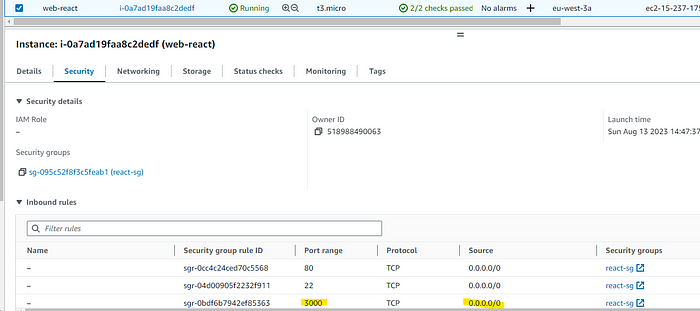 web-react i-0a7ad19faa8c2dedf Running t3.micro 2/2 checks passed No alarms + eu-west-3a ec2-15-237-175
Instance: i-0a7ad19faa8c2dedf (web-react)
Details Security Networking Storage Status checks Monitoring Tags
Security details
IAM Role Owner ID Launch time
– 518988490063 Sun Aug 13 2023 14:47:37
Security groups
sg-095c52f8f3c5feab1 (react-sg)
Inbound rules
Filter rules
Name Security group rule ID Port range Protocol Source Security groups
– sgr-0cc4c24ced70c5568 80 TCP 0.0.0.0/0 react-sg
– sgr-04d00905f2232f911 22 TCP 0.0.0.0/0 react-sg
– sgr-0bdf6b7942ef85363 3000 TCP 0.0.0.0/0 react-sg